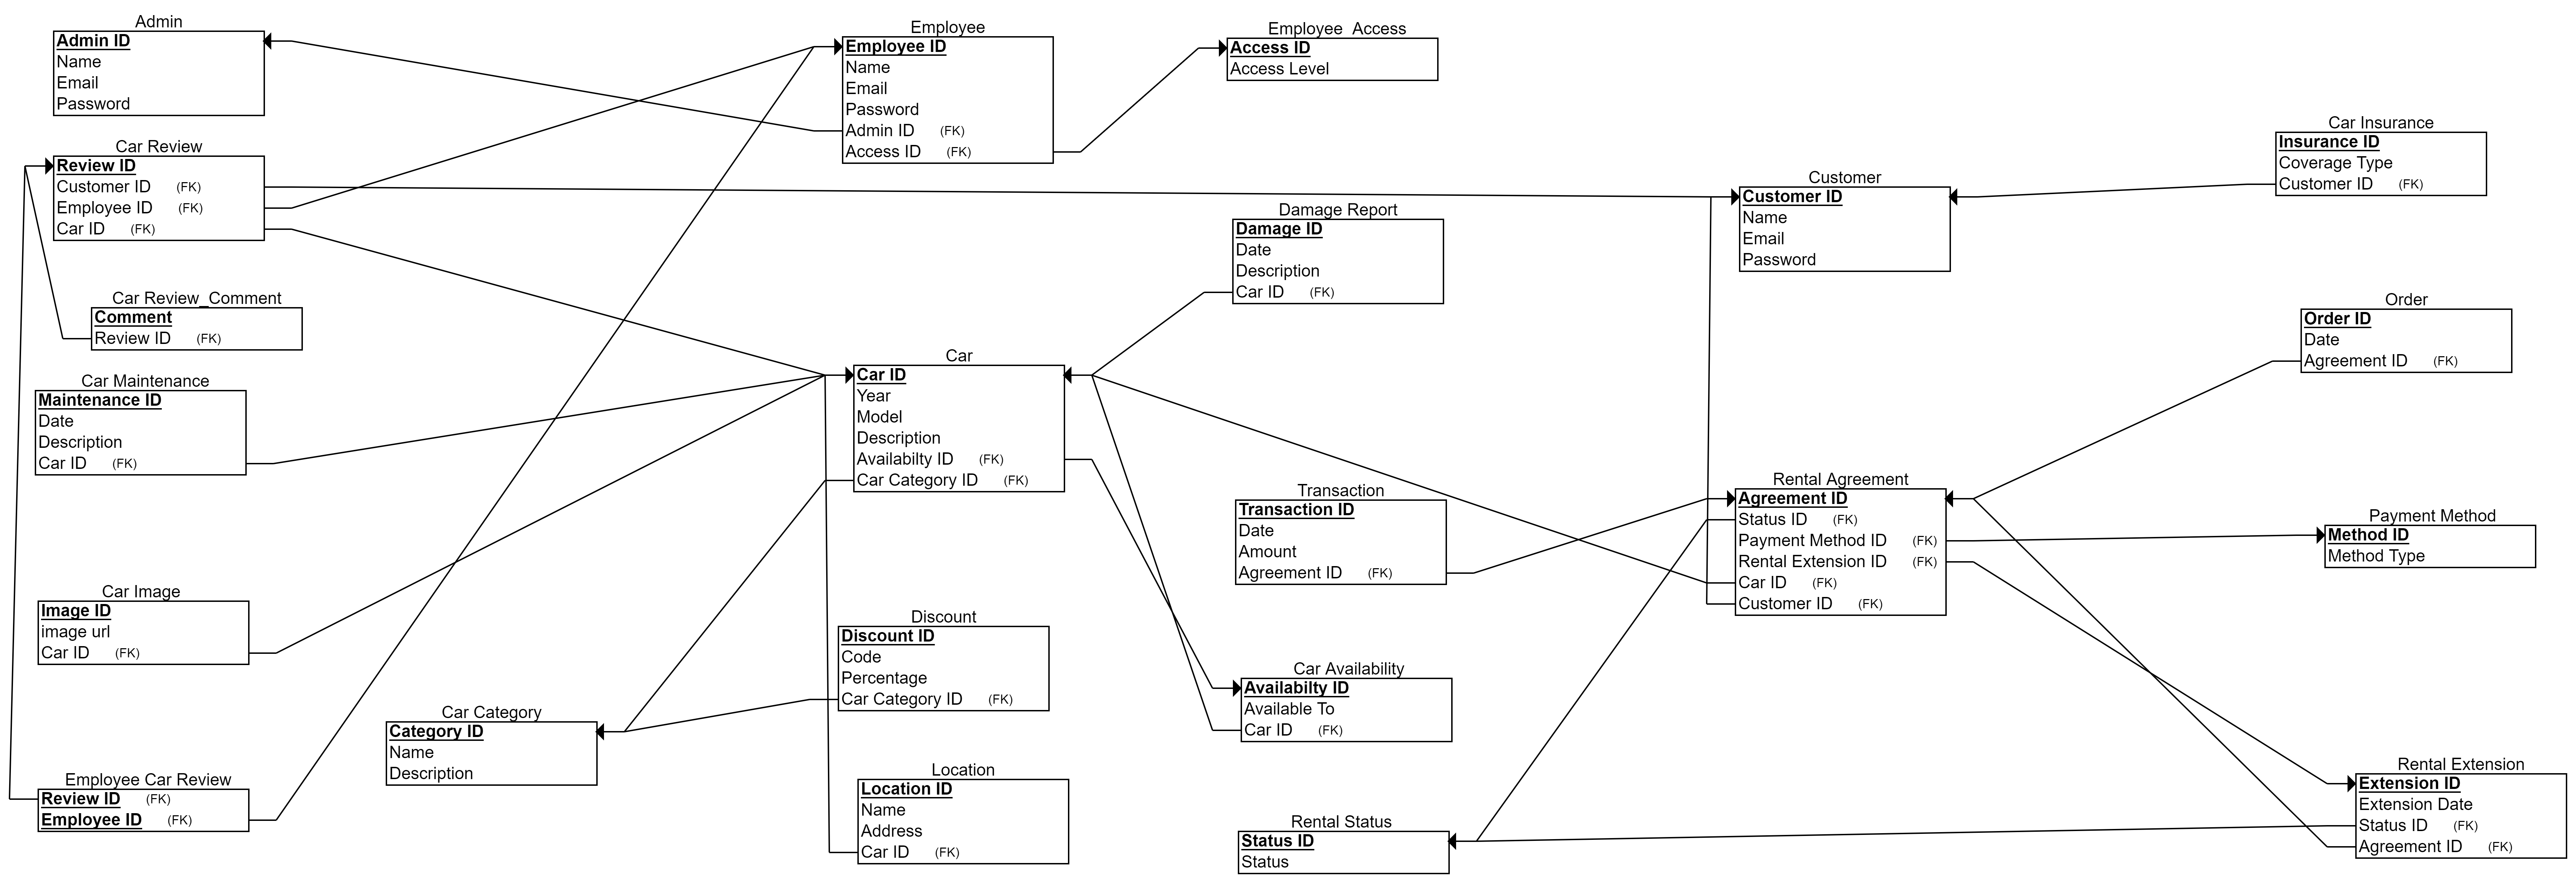 Admin
Admin ID
Name
Email
Password
Employee
Employee ID
Name
Email
Password
Admin ID (FK)
Access ID (FK)
Employee  Access
Access ID
Access Level
Car Review
Review ID
Customer ID (FK)
Employee ID (FK)
Car ID (FK)
Customer
Customer ID
Name
Email
Password
Car Insurance
Insurance ID
Coverage Type
Customer ID (FK)
Damage Report
Damage ID
Date
Description
Car ID (FK)
Car Review_Comment
Comment
Review ID (FK)
Order
Order ID
Date
Agreement ID (FK)
Car Maintenance
Maintenance ID
Date
Description
Car ID (FK)
Car
Car ID
Year
Model
Description
Availabilty ID (FK)
Car Category ID (FK)
Transaction
Transaction ID
Date
Amount
Agreement ID (FK)
Rental Agreement
Agreement ID
Status ID (FK)
Payment Method ID (FK)
Rental Extension ID (FK)
Car ID (FK)
Customer ID (FK)
Payment Method
Method ID
Method Type
Car Image
Image ID
image url
Car ID (FK)
Discount
Discount ID
Code
Percentage
Car Category ID (FK)
Car Availability
Availabilty ID
Available To
Car ID (FK)
Car Category
Category ID
Name
Description
Employee Car Review
Review ID (FK)
Employee ID (FK)
Location
Location ID
Name
Address
Car ID (FK)
Rental Status
Status ID
Status
Rental Extension
Extension ID
Extension Date
Status ID (FK)
Agreement ID (FK)